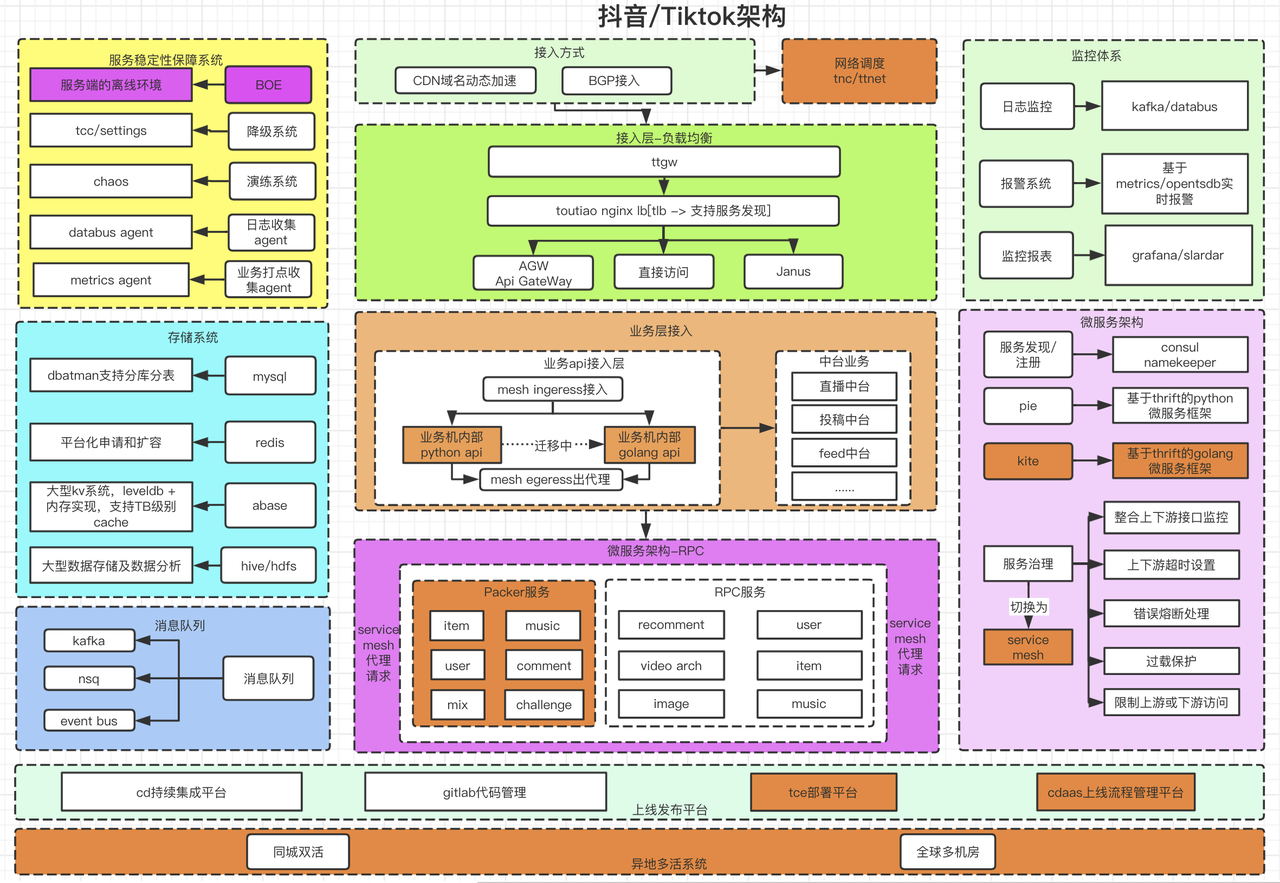 抖音/Tiktok架构
服务稳定性保障系统
服务端的离线环境
BOE
tcc/settings
降级系统
chaos
演练系统
databus agent
日志收集
agent
metrics agent
业务打点收
集agent
存储系统
dbatman支持分库分表
mysql
平台化申请和扩容
redis
大型kv系统，leveldb +
内存实现，支持TB级别
cache
abase
大型数据存储及数据分析
hive/hdfs
消息队列
kafka
nsq
event bus
消息队列
接入方式
CDN域名动态加速
BGP接入
网络调度
tnc/ttnet
接入层-负载均衡
ttgw
toutiao nginx lb[tlb -> 支持服务发现]
AGW
Api GateWay
直接访问
Janus
业务层接入
业务api接入层
mesh ingeress接入
业务机内部
python api
迁移中
业务机内部
golang api
mesh egeress出代理
中台业务
直播中台
投稿中台
feed中台
......
微服务架构-RPC
service
mesh
代理
请求
Packer服务
item
music
user
comment
mix
challenge
RPC服务
recomment
user
video arch
item
image
music
service
mesh
代理
请求
监控体系
日志监控
kafka/databus
报警系统
基于
metrics/opentsdb实
时报警
监控报表
grafana/slardar
微服务架构
服务发现/
注册
consul
namekeeper
pie
基于thrift的python
微服务框架
kite
基于thrift的golang
微服务框架
服务治理
切换为
service
mesh
整合上下游接口监控
上下游超时设置
错误熔断处理
过载保护
限制上游或下游访问
cd持续集成平台
gitlab代码管理
tce部署平台
cdaas上线流程管理平台
上线发布平台
同城双活
全球多机房
异地多活系统